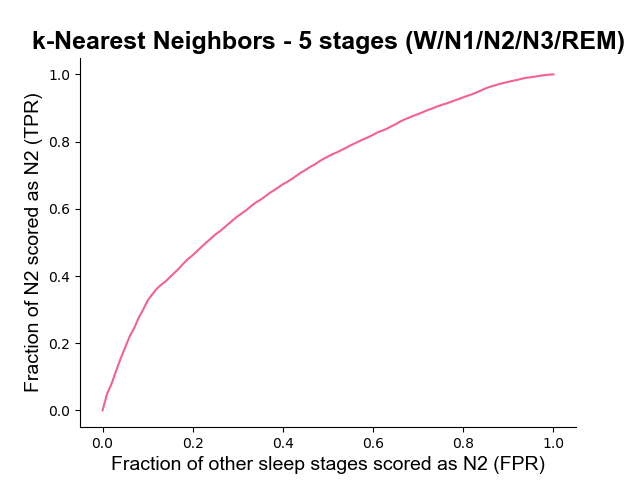 k-Nearest Neighbors - 5 stages (W/N1/N2/N3/REM)
1.0
0.8
0.6
0.4
0.2
0.0
Fraction of N2 scored as N2 (TPR)
0.0 0.2 0.4 0.6 0.8 1.0
Fraction of other sleep stages scored as N2 (FPR)